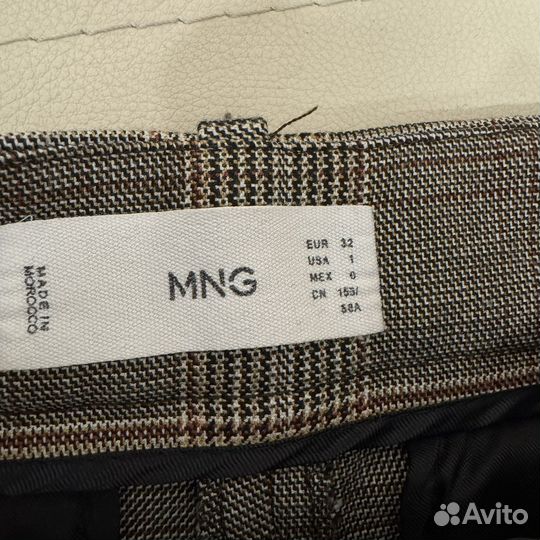 MADE IN
MOROCCO
MNG
EUR 32
USA 1
MEX 0
CN 155/
58A
Avito